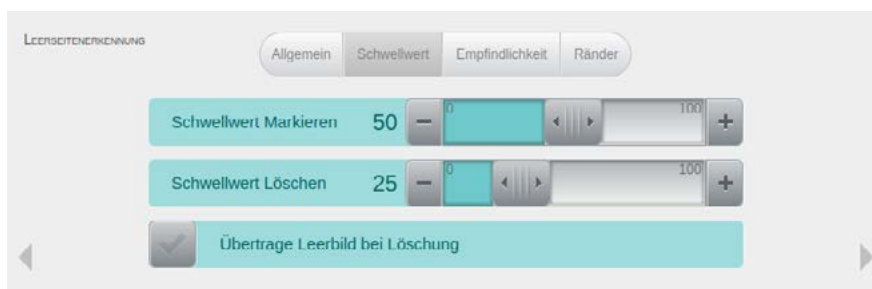 Leerseitenerkennung
Allgemein Schwellwert Empfindlichkeit Ränder
Schwellwert Markieren 50 − 0 100 +
Schwellwert Löschen 25 − 0 100 +
Übertrage Leerbild bei Löschung